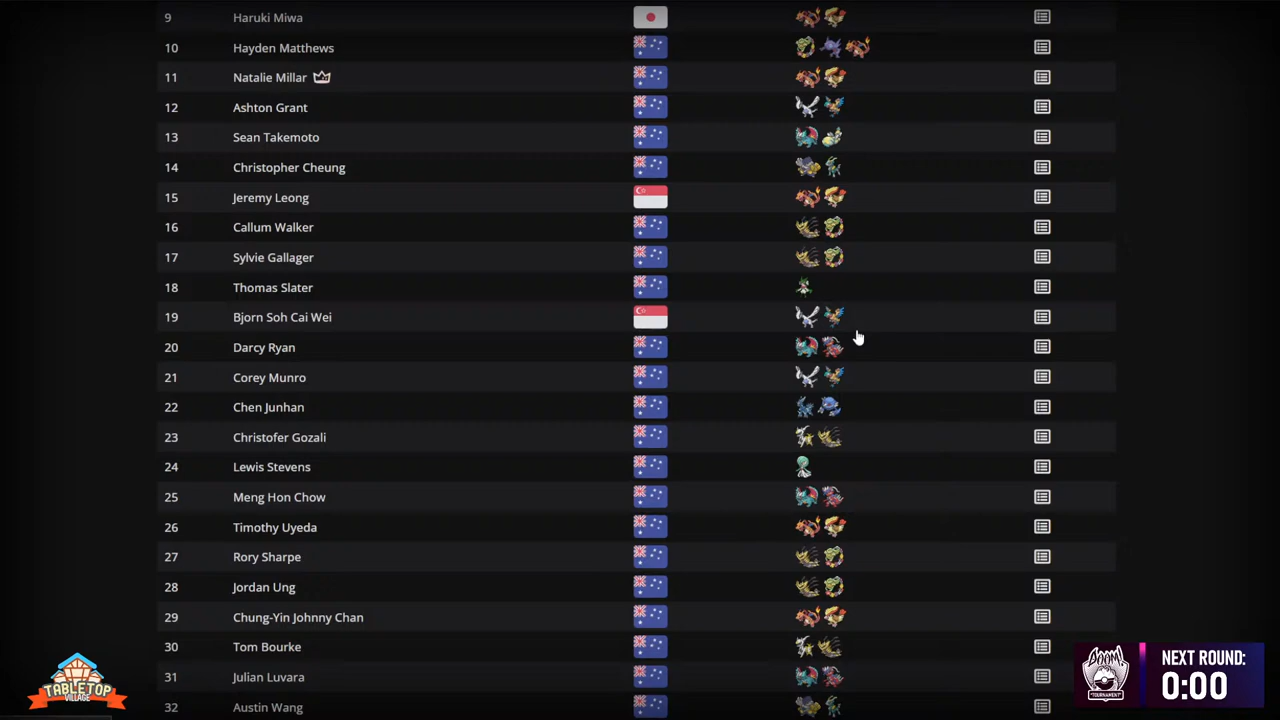 9 Haruki Miwa
10 Hayden Matthews
11 Natalie Millar
12 Ashton Grant
13 Sean Takemoto
14 Christopher Cheung
15 Jeremy Leong
16 Callum Walker
17 Sylvie Gallager
18 Thomas Slater
19 Bjorn Soh Cai Wei
20 Darcy Ryan
21 Corey Munro
22 Chen Junhan
23 Christofer Gozali
24 Lewis Stevens
25 Meng Hon Chow
26 Timothy Uyeda
27 Rory Sharpe
28 Jordan Ung
29 Chung-Yin Johnny Chan
30 Tom Bourke
31 Julian Luvara
32 Austin Wang
TABLETOP
VILLAGE
TOURNAMENT
NEXT ROUND:
0:00